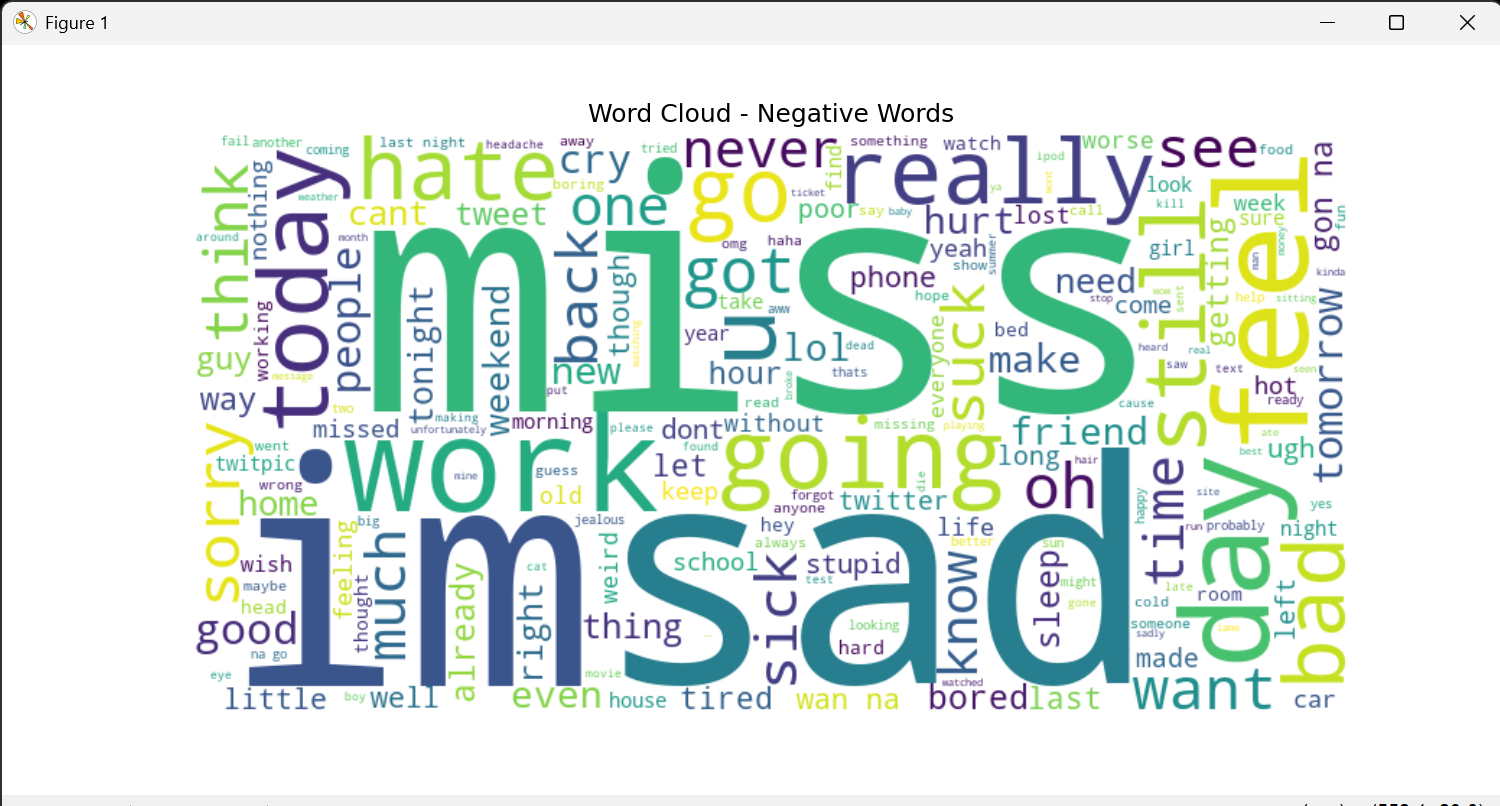 Figure 1
Word Cloud - Negative Words
fail another
coming
last night
headache
away
tried
never
something
watch
worse
see
food
hate
cry
boring
find
really
ipod
wont
ya
look
kill
week
sure
gon na
fun
think
nothing
today
weather
cant
tweet
one
go
ticket
poor
say
baby
hurt
lost
call
around
month
people
miss
omg
haha
yeah
summer
show
girl
still
getting
money
man
feel
kinda
back
though
got
phone
need
stop
come
wow
sent
help
sitting
tonight
weekend
take
aww
hope
suck
working
watching
year
u
lol
dead
bed
tomorrow
guy
message
new
hour
thats
everyone
make
heard
real
saw
text
seen
put
broke
hot
ready
way
two
read
cause
missed
making
unfortunately
morning
please
dont
without
missing
playing
friend
ate
sorry
went
twitpic
work
found
going
long
best
ugh
wrong
mine
guess
let
oh
time
home
old
keep
forgot
anyone
twitter
die
hair
happy
site
day
yes
big
jealous
hey
life
run
probably
night
wish
feeling
much
im
weird
always
better
sad
sun
bad
maybe
thought
already
cat
right
school
sick
stupid
test
know
sleep
might
late
room
left
head
gone
cold
good
thing
looking
hard
someone
sadly
lame
na go
made
eye
movie
watched
little
boy
well
even
house
tired
wan na
bored
last
want
car